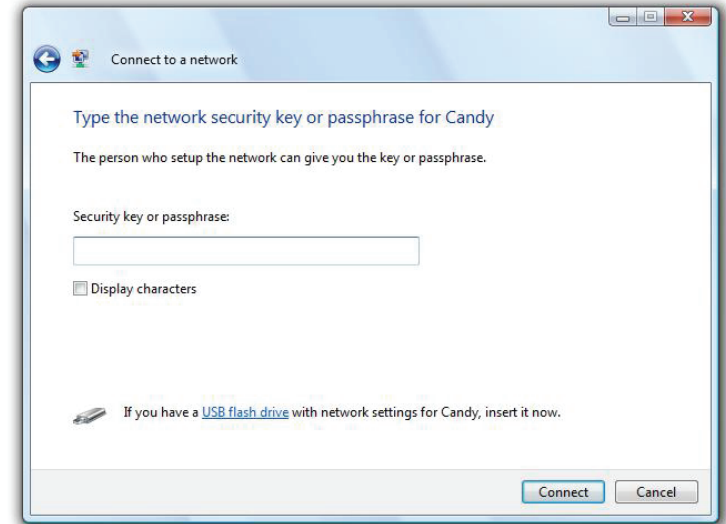 Connect to a network
Type the network security key or passphrase for Candy
The person who setup the network can give you the key or passphrase.
Security key or passphrase:
Display characters
If you have a USB flash drive with network settings for Candy, insert it now.
Connect Cancel